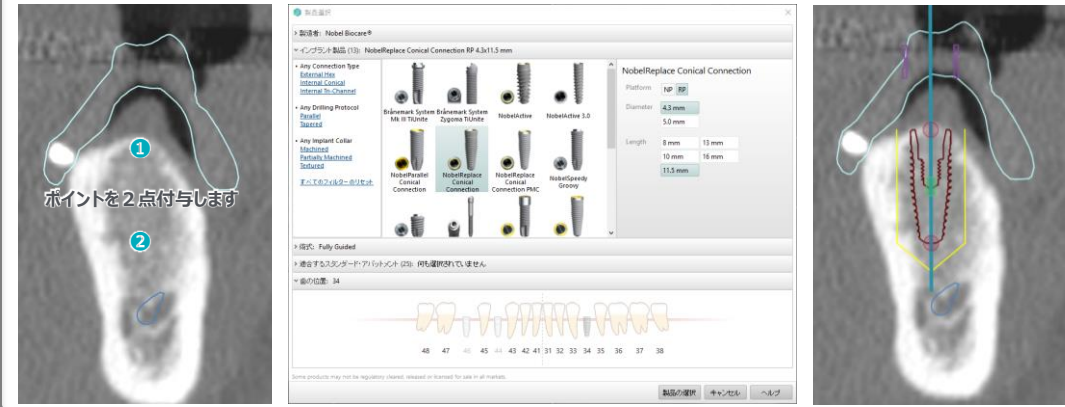 1
ポイントを2点付与します
2
製品選択
製造者: Nobel Biocare®
インプラント製品 (13): NobelReplace Conical Connection RP 4.3x11.5 mm
• Any Connection Type
External Hex
Internal Conical
Internal Tri-Channel
• Any Drilling Protocol
Parallel
Tapered
• Any Implant Collar
Machined
Partially Machined
Textured
すべてのフィルターのリセット
Brånemark System Mk III TiUnite
Brånemark System Zygoma TiUnite
NobelActive
NobelActive 3.0
NobelParallel Conical Connection
NobelReplace Conical Connection
NobelReplace Conical Connection PMC
NobelSpeedy Groovy
NobelReplace Conical Connection
Platform NP RP
Diameter 4.3 mm
5.0 mm
Length 8 mm 13 mm
10 mm 16 mm
11.5 mm
術式: Fully Guided
適合するスタンダード・アバットメント (25): 何も選択されていません
歯の位置: 34
48 47 45 44 43 42 41 31 32 33 34 35 36 37 38
Some products may not be regulatory cleared, released or licensed for sale in all markets.
製品の選択 キャンセル ヘルプ